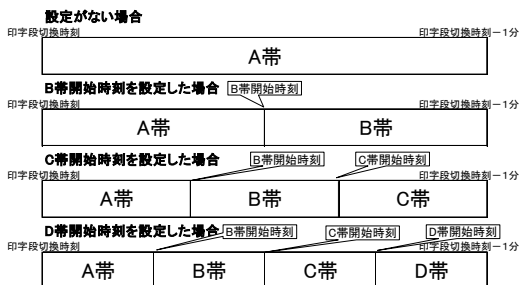 設定がない場合
印字段切換時刻 印字段切換時刻－1分
A帯
B帯開始時刻を設定した場合 B帯開始時刻
印字段切換時刻 印字段切換時刻－1分
A帯 B帯
C帯開始時刻を設定した場合 B帯開始時刻 C帯開始時刻
印字段切換時刻 印字段切換時刻－1分
A帯 B帯 C帯
D帯開始時刻を設定した場合 B帯開始時刻 C帯開始時刻 D帯開始時刻
印字段切換時刻 印字段切換時刻－1分
A帯 B帯 C帯 D帯